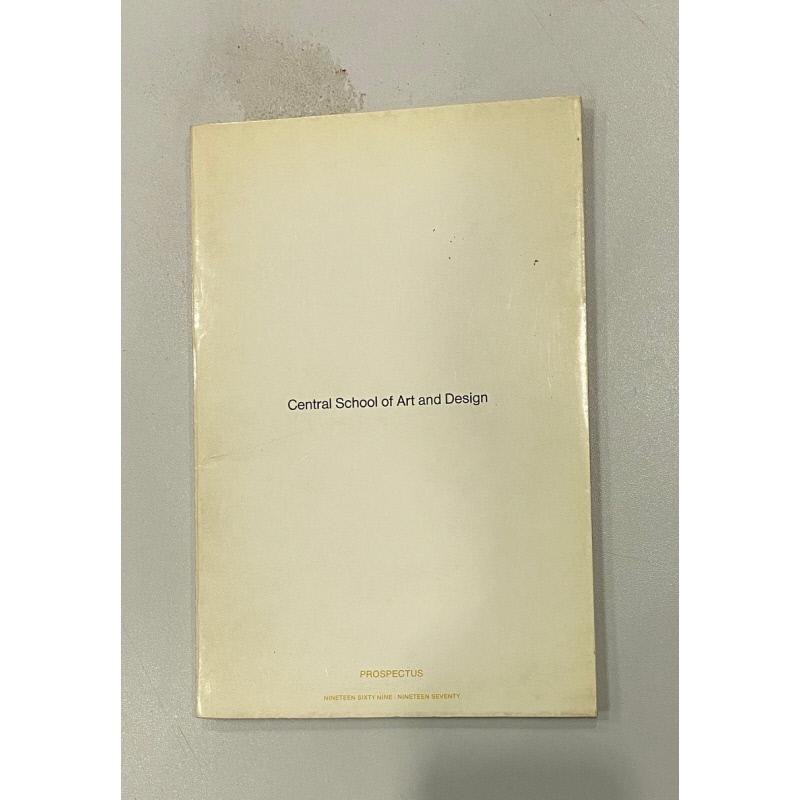 Central School of Art and Design
PROSPECTUS
NINETEEN SIXTY NINE / NINETEEN SEVENTY